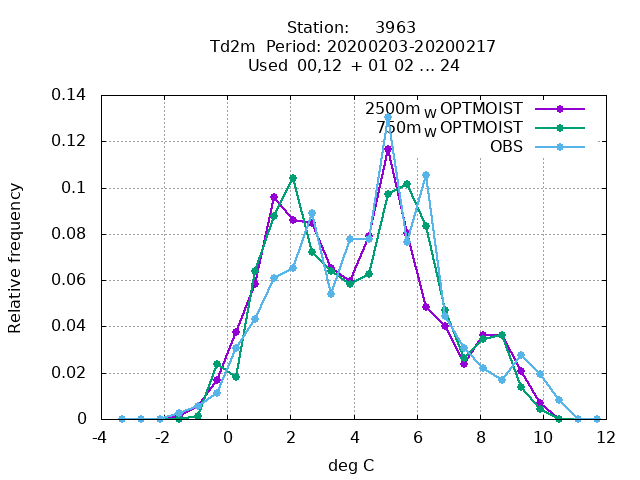 Station: 3963
Td2m Period: 20200203-20200217
Used 00,12 + 01 02 ... 24
0.14
0.12
0.1
0.08
0.06
0.04
0.02
0
Relative frequency
2500m W OPTMOIST
750m W OPTMOIST
OBS
-4 -2 0 2 4 6 8 10 12
deg C